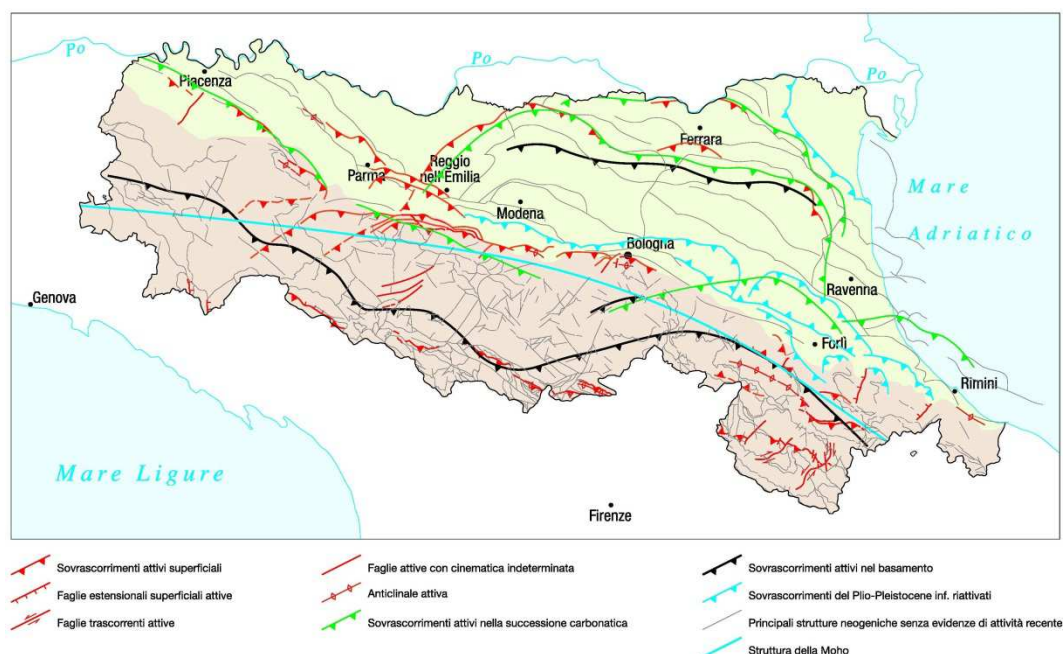 Po
Po
Po
Piacenza
Ferrara
Parma
Reggio
nell'Emilia
Modena
Mare
Adriatico
Bologna
Genova
Ravenna
Forlì
Rimini
Mare Ligure
Firenze
Sovrascorrimenti attivi superficiali
Faglie estensionali superficiali attive
Faglie trascorrenti attive
Faglie attive con cinematica indeterminata
Anticlinale attiva
Sovrascorrimenti attivi nella successione carbonatica
Sovrascorrimenti attivi nel basamento
Sovrascorrimenti del Plio-Pleistocene inf. riattivati
Principali strutture neogeniche senza evidenze di attività recente
Struttura della Moho